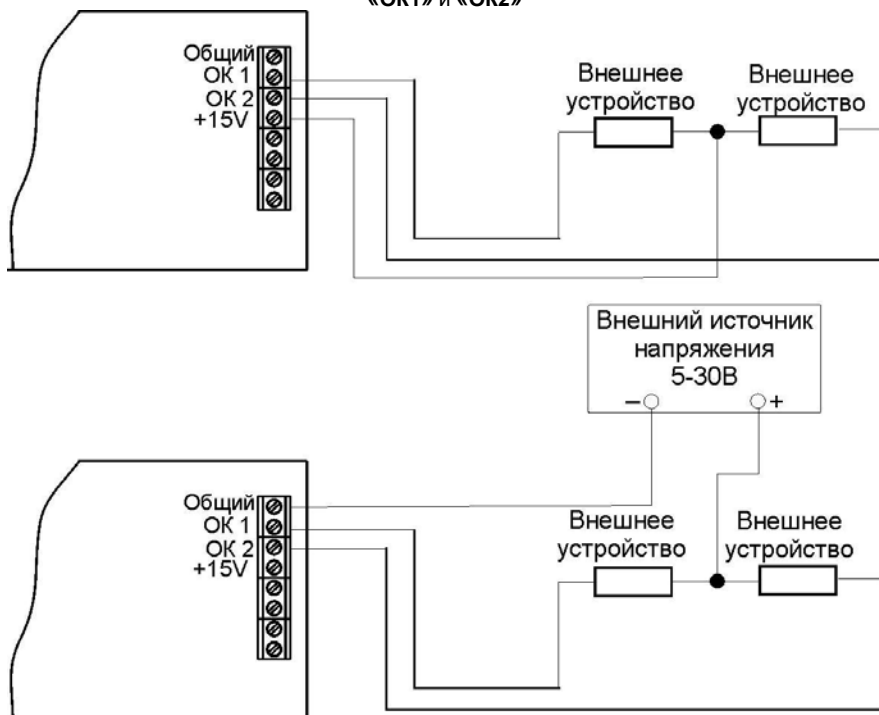 «ОК1» и «ОК2»
Общий
ОК 1
ОК 2
+15V
Внешнее
устройство
Внешнее
устройство
Внешний источник
напряжения
5-30В
− +
Общий
ОК 1
ОК 2
+15V
Внешнее
устройство
Внешнее
устройство